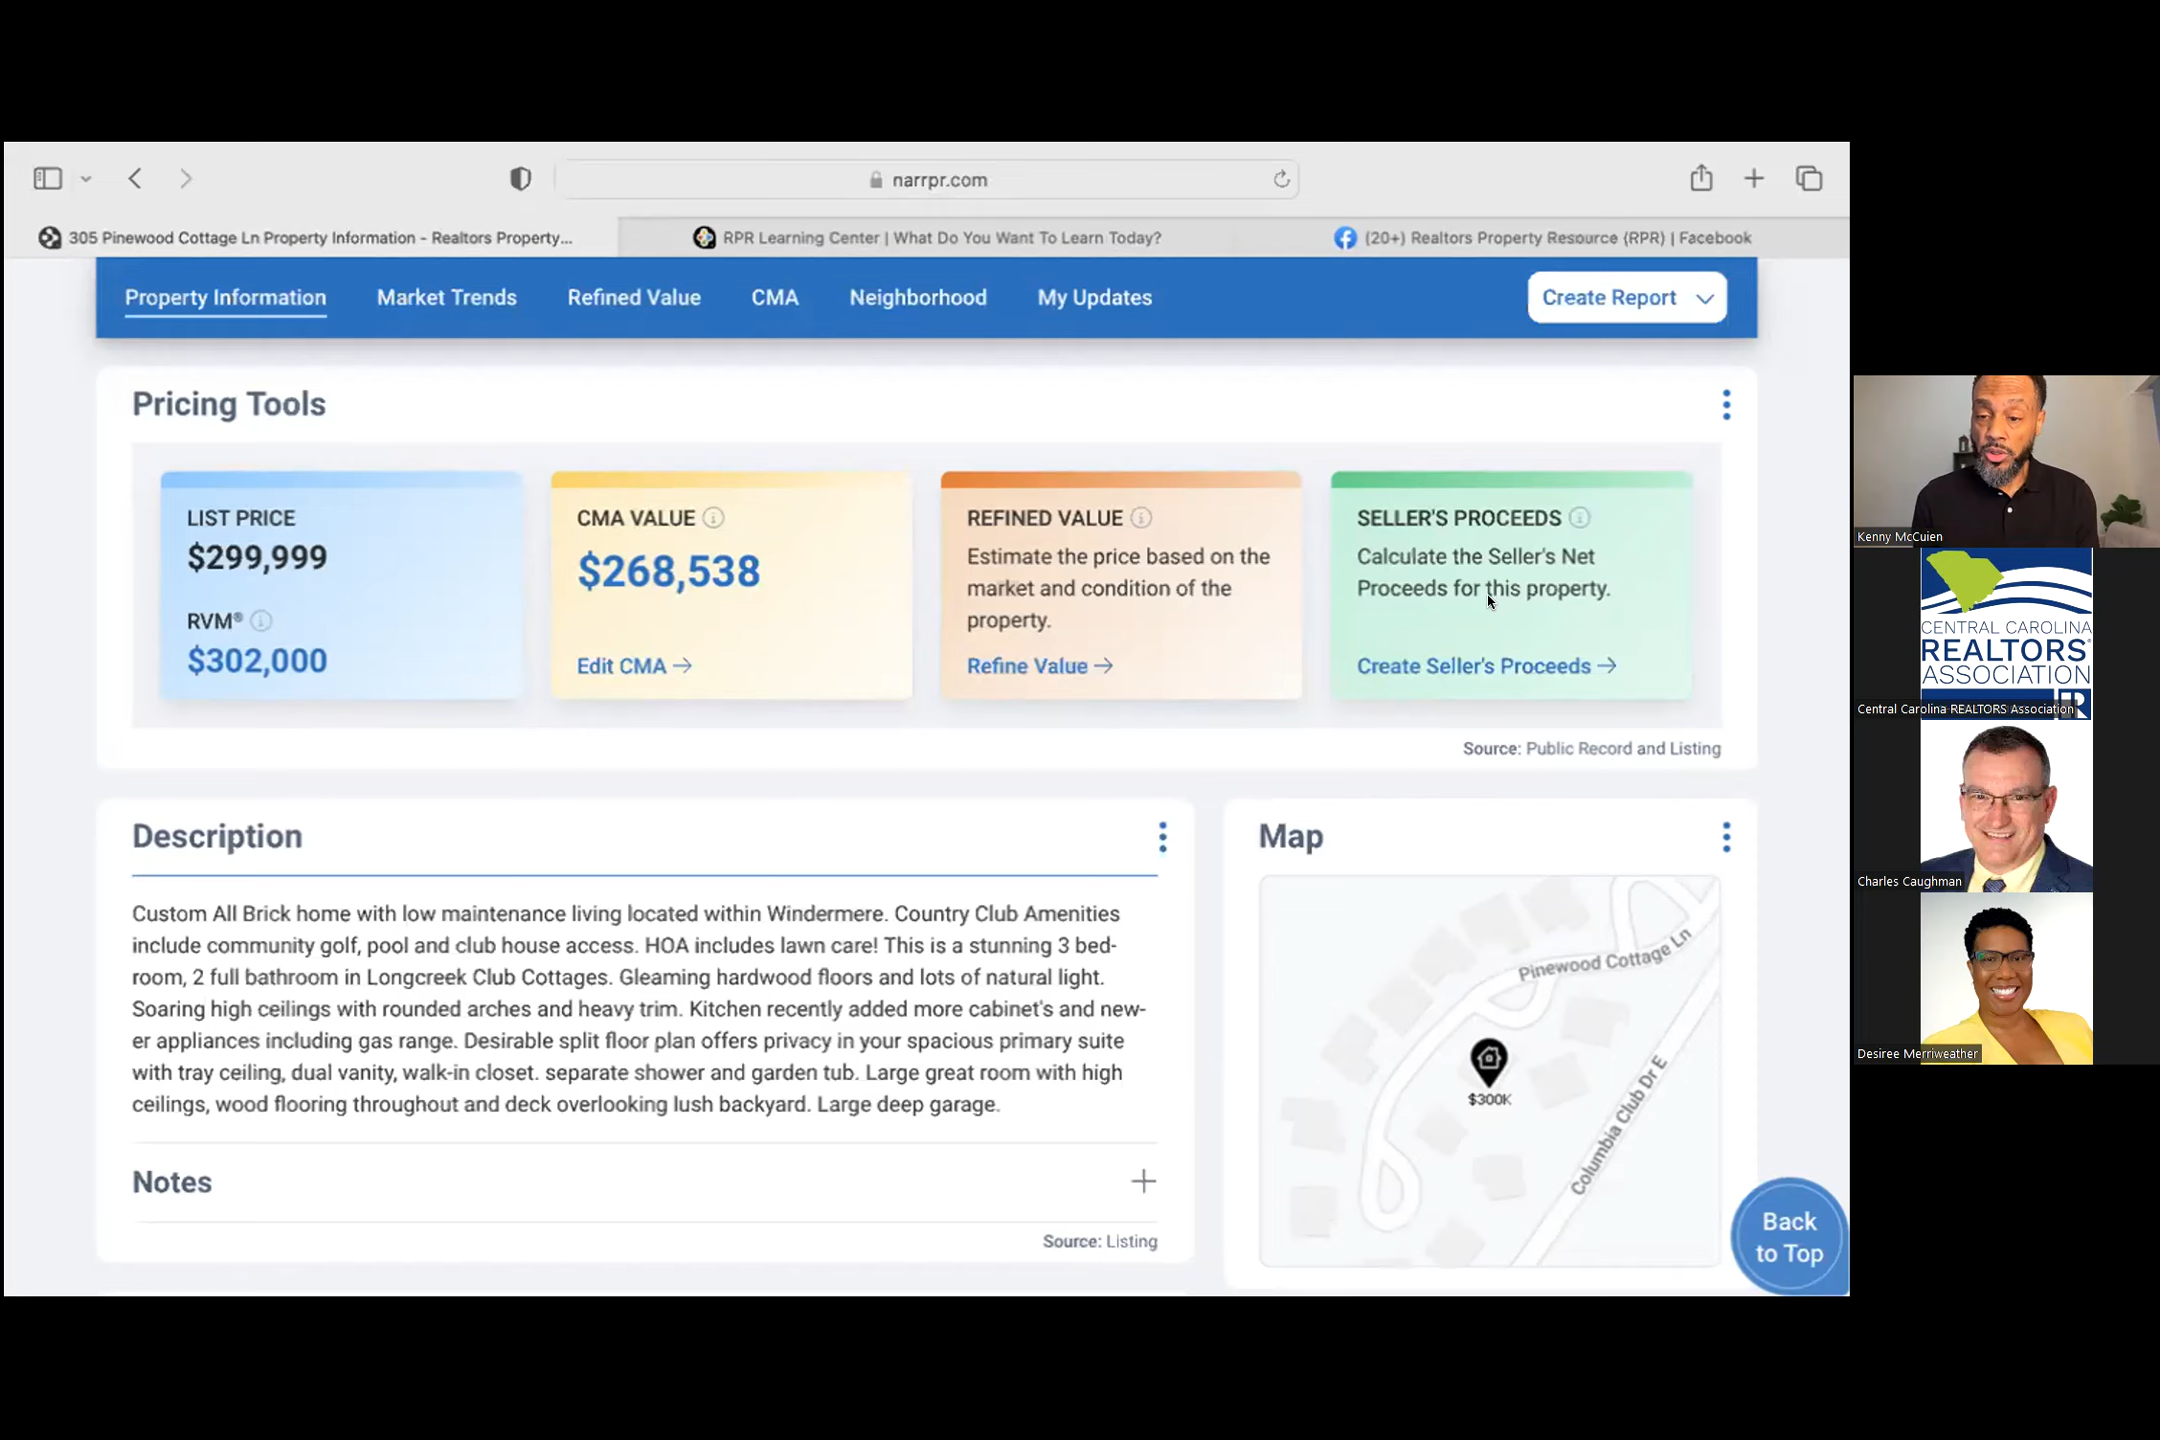 narrpr.com
305 Pinewood Cottage Ln Property Information - Realtors Property...
RPR Learning Center | What Do You Want To Learn Today?
(20+) Realtors Property Resource (RPR) | Facebook
Property Information
Market Trends
Refined Value
CMA
Neighborhood
My Updates
Create Report
Pricing Tools
LIST PRICE
$299,999
RVM®
$302,000
CMA VALUE
$268,538
Edit CMA →
REFINED VALUE
Estimate the price based on the
market and condition of the
property.
Refine Value →
SELLER'S PROCEEDS
Calculate the Seller's Net
Proceeds for this property.
Create Seller's Proceeds →
Source: Public Record and Listing
Description
Custom All Brick home with low maintenance living located within Windermere. Country Club Amenities
include community golf, pool and club house access. HOA includes lawn care! This is a stunning 3 bed-
room, 2 full bathroom in Longcreek Club Cottages. Gleaming hardwood floors and lots of natural light.
Soaring high ceilings with rounded arches and heavy trim. Kitchen recently added more cabinet's and new-
er appliances including gas range. Desirable split floor plan offers privacy in your spacious primary suite
with tray ceiling, dual vanity, walk-in closet. separate shower and garden tub. Large great room with high
ceilings, wood flooring throughout and deck overlooking lush backyard. Large deep garage.
Notes
Source: Listing
Map
Pinewood Cottage Ln
$300K
Columbia Club Dr E
Back
to Top
Kenny McCuien
CENTRAL CAROLINA
REALTORS®
ASSOCIATION
Central Carolina REALTORS Association
Charles Caughman
Desiree Merriweather